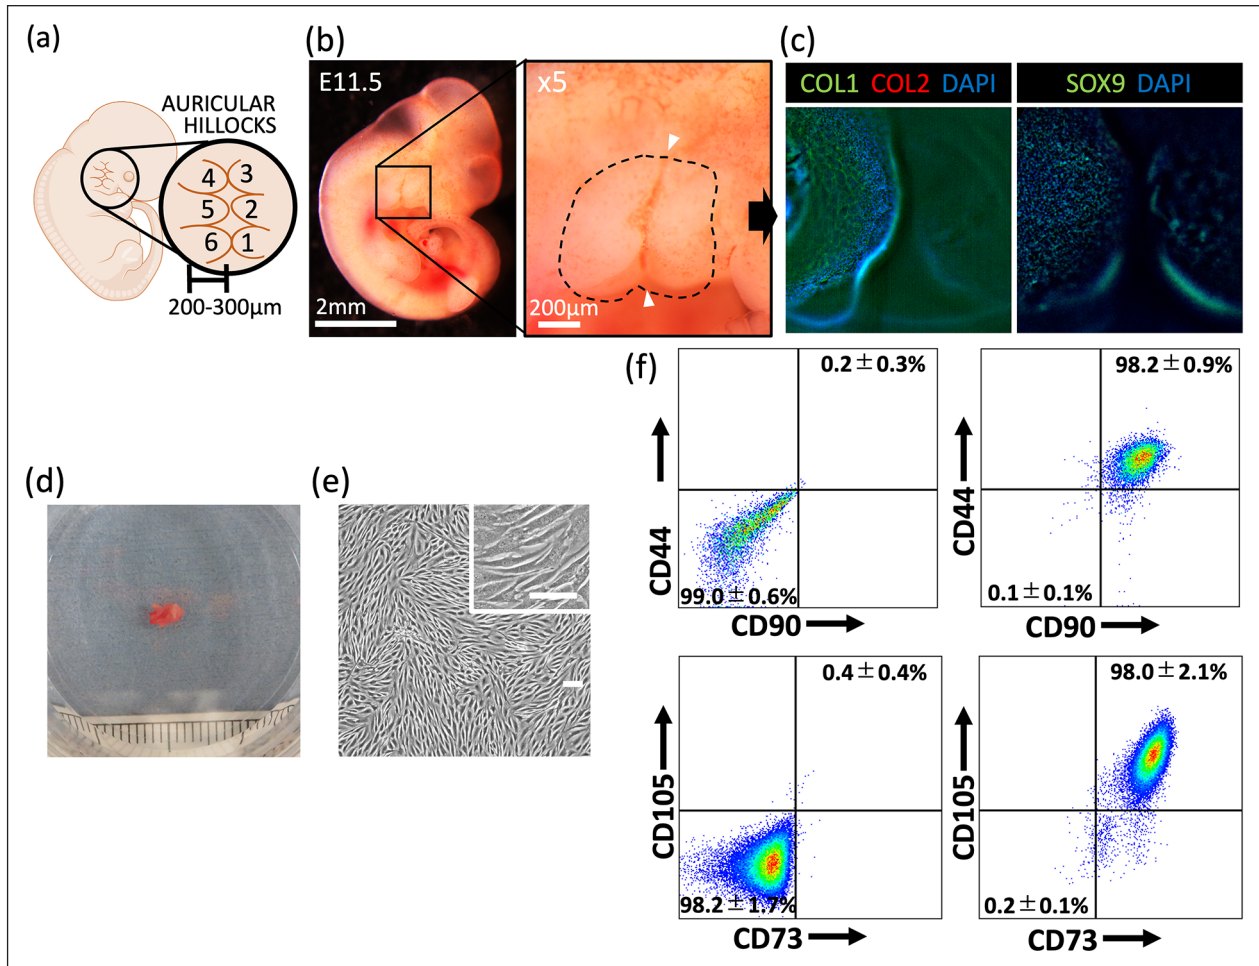 (a)
AURICULAR
HILLOCKS
4 3
5 2
6 1
200-300µm
(b)
E11.5
2mm
x5
200µm
(c)
COL1 COL2 DAPI
SOX9 DAPI
(d)
(e)
(f)
0.2±0.3%
CD44
99.0±0.6%
CD90
98.2±0.9%
CD44
0.1±0.1%
CD90
0.4±0.4%
CD105
98.2±1.7%
CD73
98.0±2.1%
CD105
0.2±0.1%
CD73